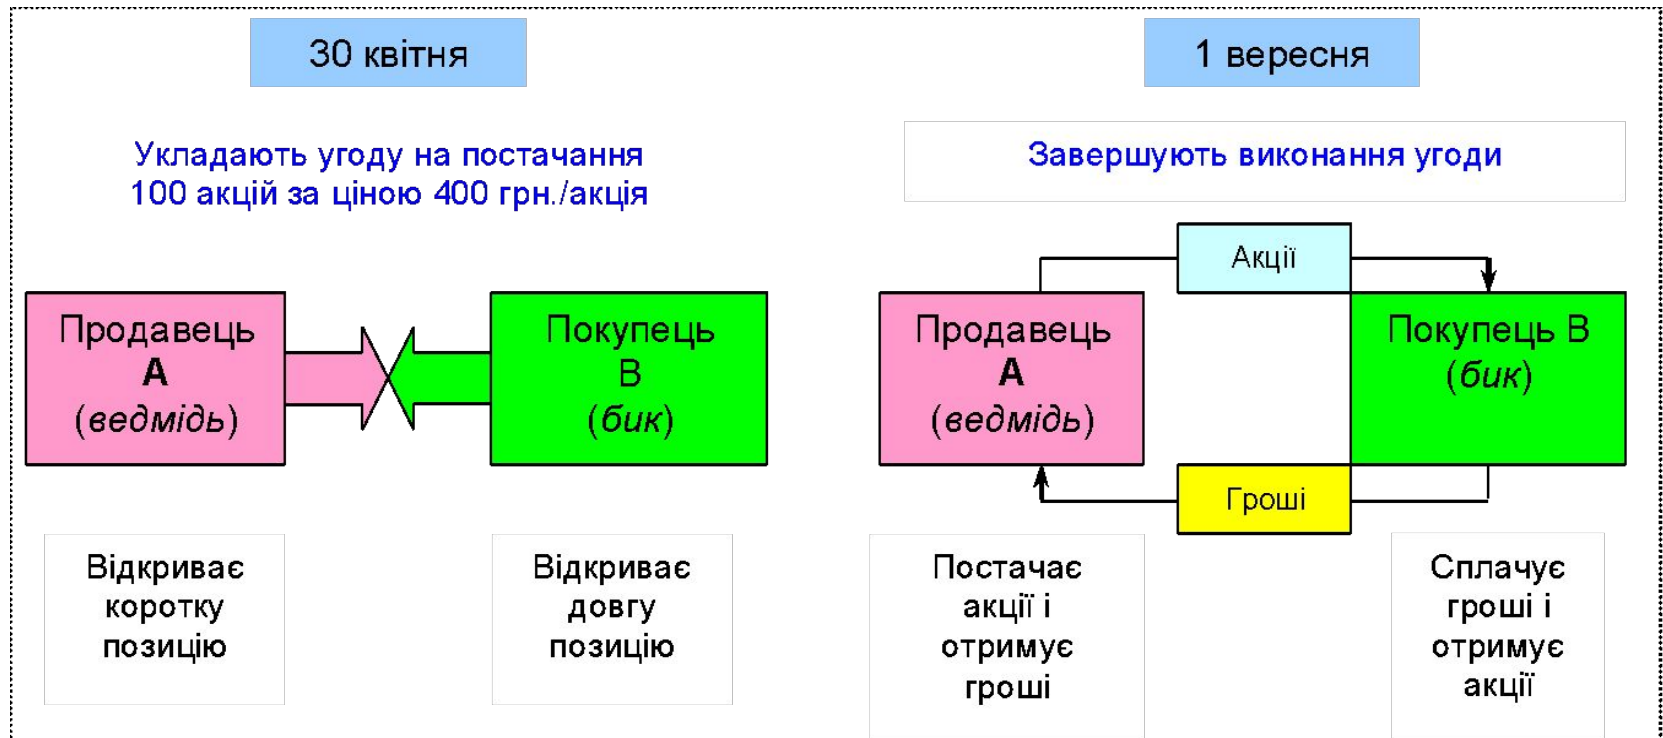 30 квітня
Укладають угоду на постачання
100 акцій за ціною 400 грн./акція
Продавець
А
(ведмідь)
Покупець
В
(бик)
Відкриває
коротку
позицію
Відкриває
довгу
позицію
1 вересня
Завершують виконання угоди
Акції
Продавець
А
(ведмідь)
Покупець В
(бик)
Гроші
Постачає
акції і
отримує
гроші
Сплачує
гроші і
отримує
акції